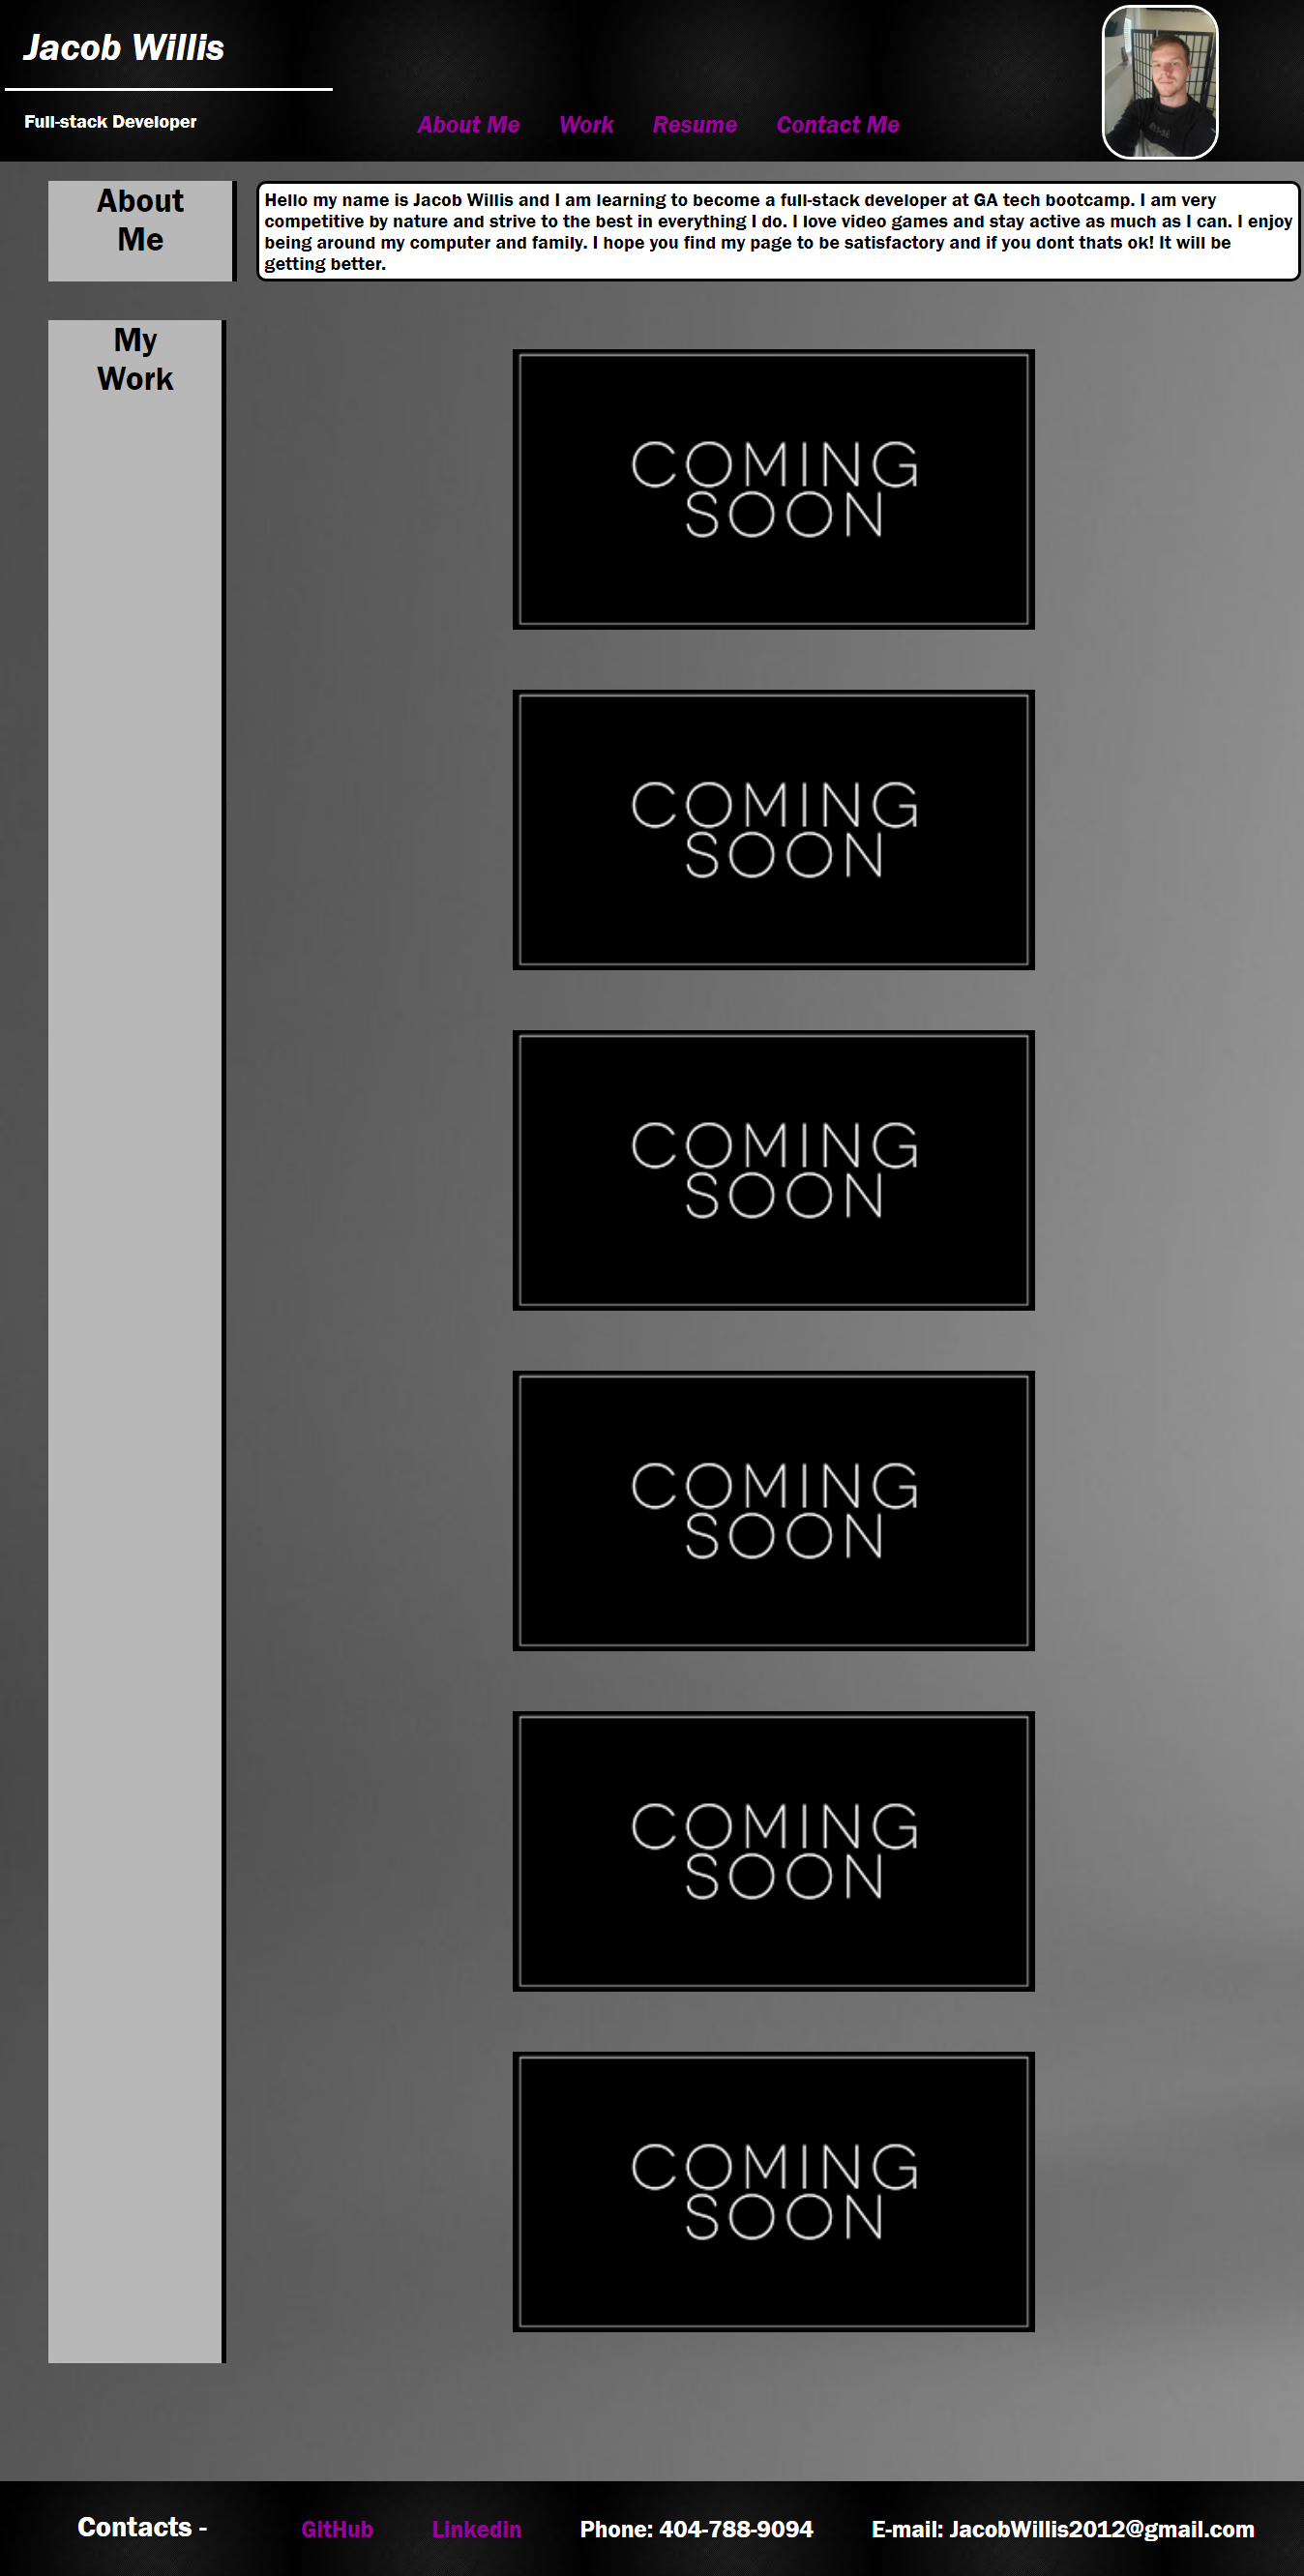 Jacob Willis
Full-stack Developer
About Me Work Resume Contact Me
About
Me
Hello my name is Jacob Willis and I am learning to become a full-stack developer at GA tech bootcamp. I am very
competitive by nature and strive to the best in everything I do. I love video games and stay active as much as I can. I enjoy
being around my computer and family. I hope you find my page to be satisfactory and if you dont thats ok! It will be
getting better.
My
Work
COMING
SOON
COMING
SOON
COMING
SOON
COMING
SOON
COMING
SOON
COMING
SOON
Contacts - GitHub Linkedin Phone: 404-788-9094 E-mail: JacobWillis2012@gmail.com